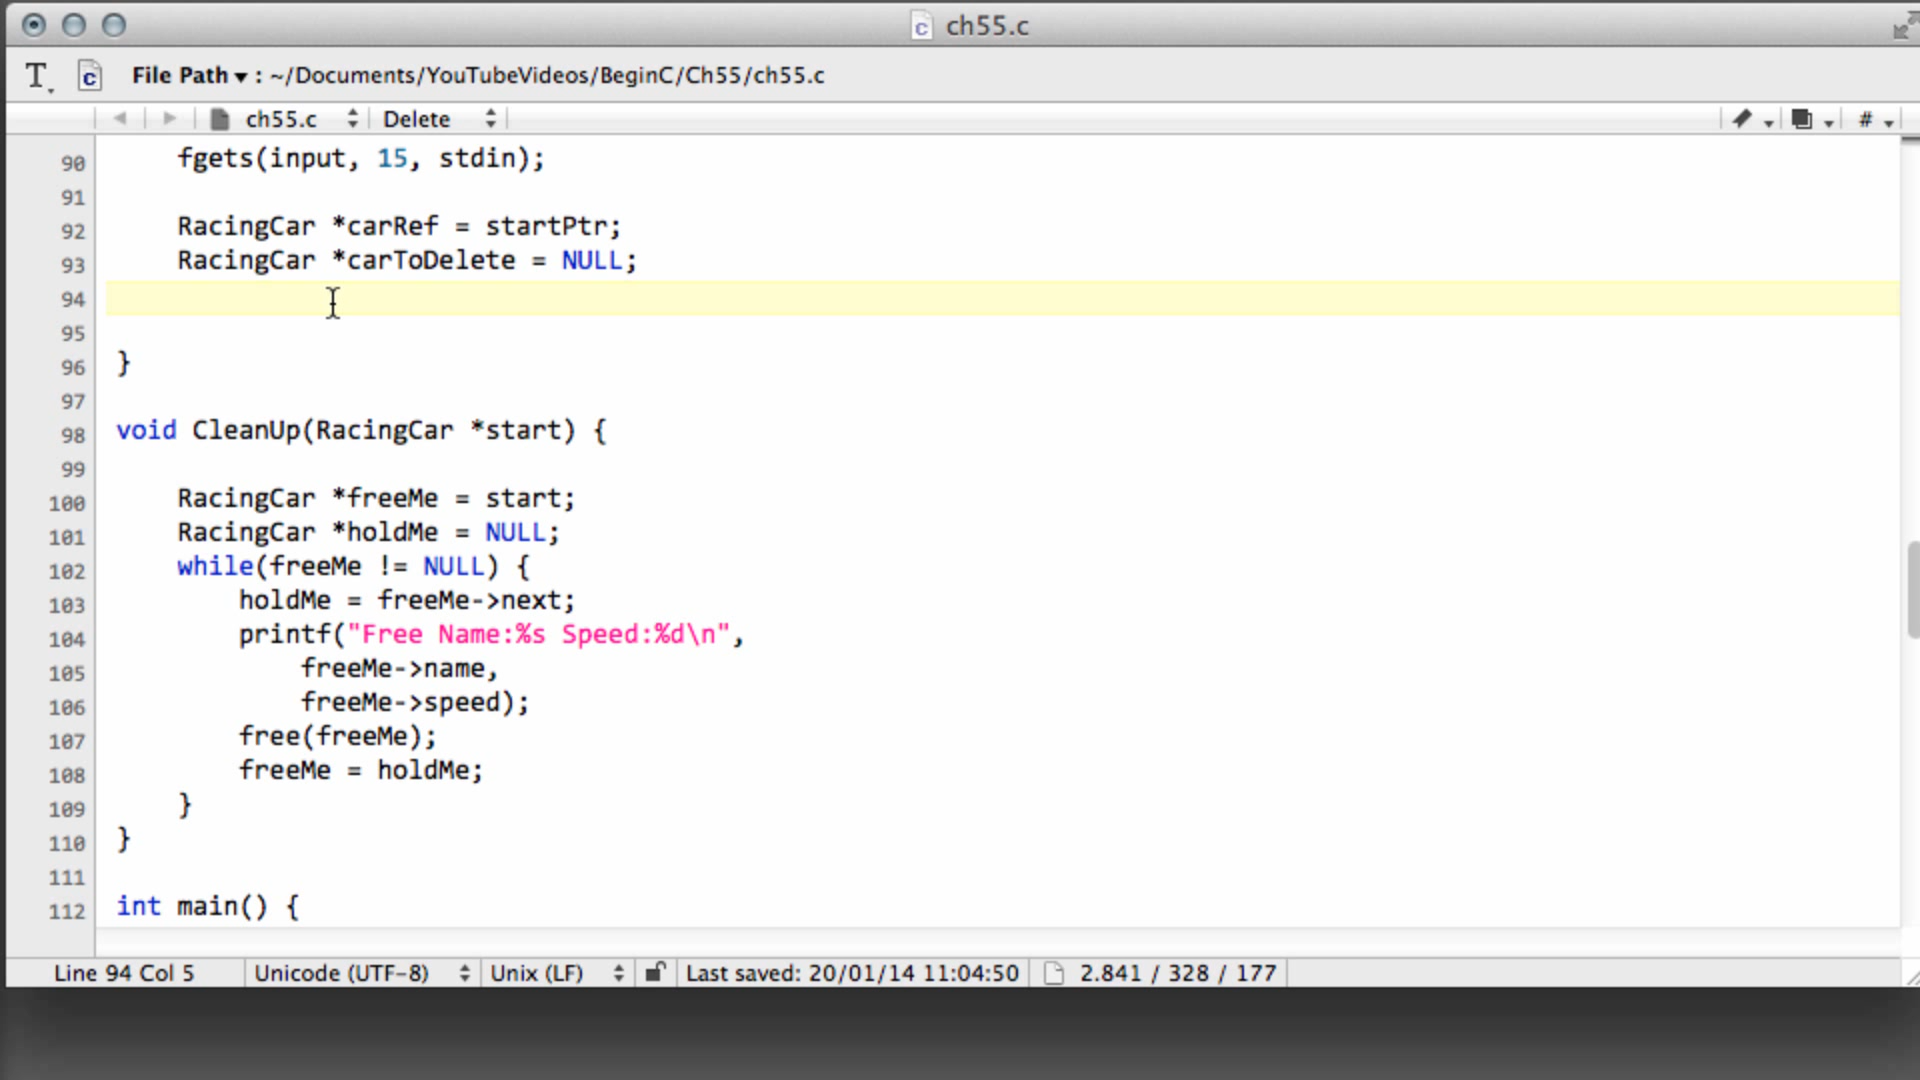 ch55.c
File Path ▾ : ~/Documents/YouTubeVideos/BeginC/Ch55/ch55.c
ch55.c Delete #
90 fgets(input, 15, stdin);
91
92 RacingCar *carRef = startPtr;
93 RacingCar *carToDelete = NULL;
94
95
96 }
97
98 void CleanUp(RacingCar *start) {
99
100 RacingCar *freeMe = start;
101 RacingCar *holdMe = NULL;
102 while(freeMe != NULL) {
103 holdMe = freeMe->next;
104 printf("Free Name:%s Speed:%d\n",
105 freeMe->name,
106 freeMe->speed);
107 free(freeMe);
108 freeMe = holdMe;
109 }
110 }
111
112 int main() {
Line 94 Col 5 Unicode (UTF-8) Unix (LF) Last saved: 20/01/14 11:04:50 2.841 / 328 / 177